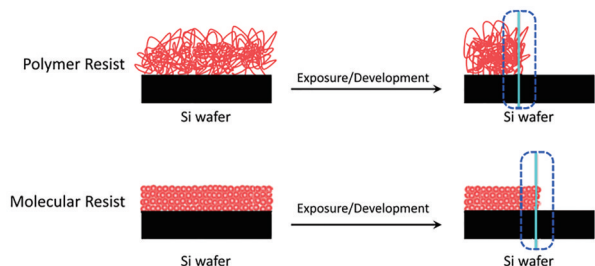 Polymer Resist
Exposure/Development
Si wafer
Si wafer
Molecular Resist
Exposure/Development
Si wafer
Si wafer